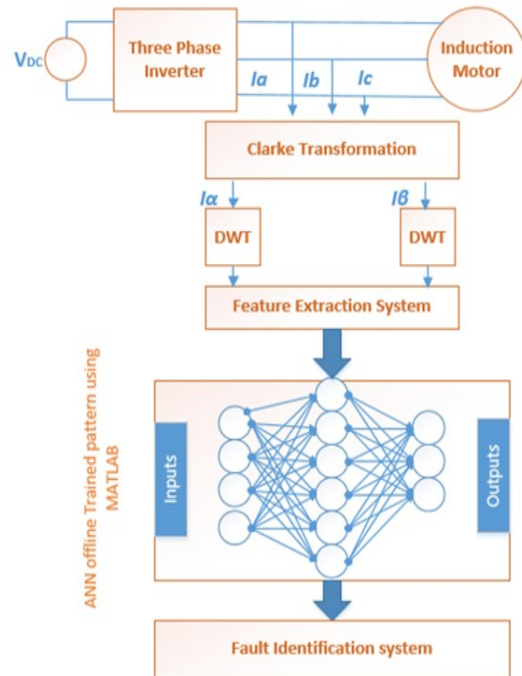 VDC
Three Phase
Inverter
Induction
Motor
Ia
Ib
Ic
Clarke Transformation
Iα
Iβ
DWT
DWT
Feature Extraction System
ANN offline Trained pattern using
MATLAB
Inputs
Outputs
Fault Identification system